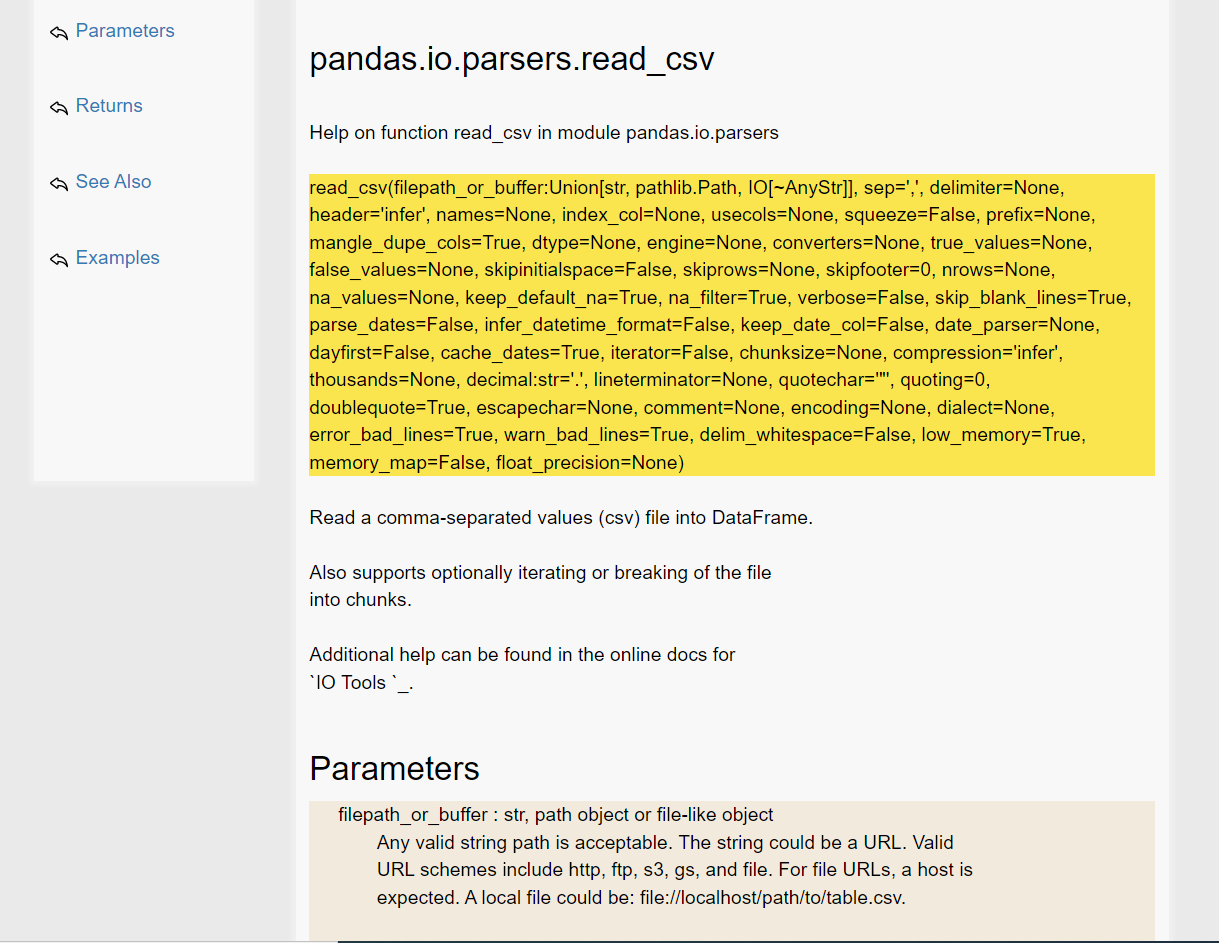 Parameters
Returns
See Also
Examples
pandas.io.parsers.read_csv
Help on function read_csv in module pandas.io.parsers
read_csv(filepath_or_buffer:Union[str, pathlib.Path, IO[~AnyStr]], sep=',', delimiter=None,
header='infer', names=None, index_col=None, usecols=None, squeeze=False, prefix=None,
mangle_dupe_cols=True, dtype=None, engine=None, converters=None, true_values=None,
false_values=None, skipinitialspace=False, skiprows=None, skipfooter=0, nrows=None,
na_values=None, keep_default_na=True, na_filter=True, verbose=False, skip_blank_lines=True,
parse_dates=False, infer_datetime_format=False, keep_date_col=False, date_parser=None,
dayfirst=False, cache_dates=True, iterator=False, chunksize=None, compression='infer',
thousands=None, decimal:str='.', lineterminator=None, quotechar='"', quoting=0,
doublequote=True, escapechar=None, comment=None, encoding=None, dialect=None,
error_bad_lines=True, warn_bad_lines=True, delim_whitespace=False, low_memory=True,
memory_map=False, float_precision=None)
Read a comma-separated values (csv) file into DataFrame.
Also supports optionally iterating or breaking of the file
into chunks.
Additional help can be found in the online docs for
`IO Tools `_.
Parameters
filepath_or_buffer : str, path object or file-like object
Any valid string path is acceptable. The string could be a URL. Valid
URL schemes include http, ftp, s3, gs, and file. For file URLs, a host is
expected. A local file could be: file://localhost/path/to/table.csv.